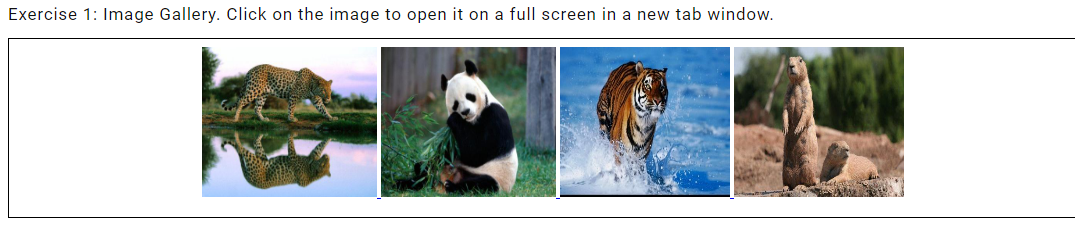 Exercise 1: Image Gallery. Click on the image to open it on a full screen in a new tab window.